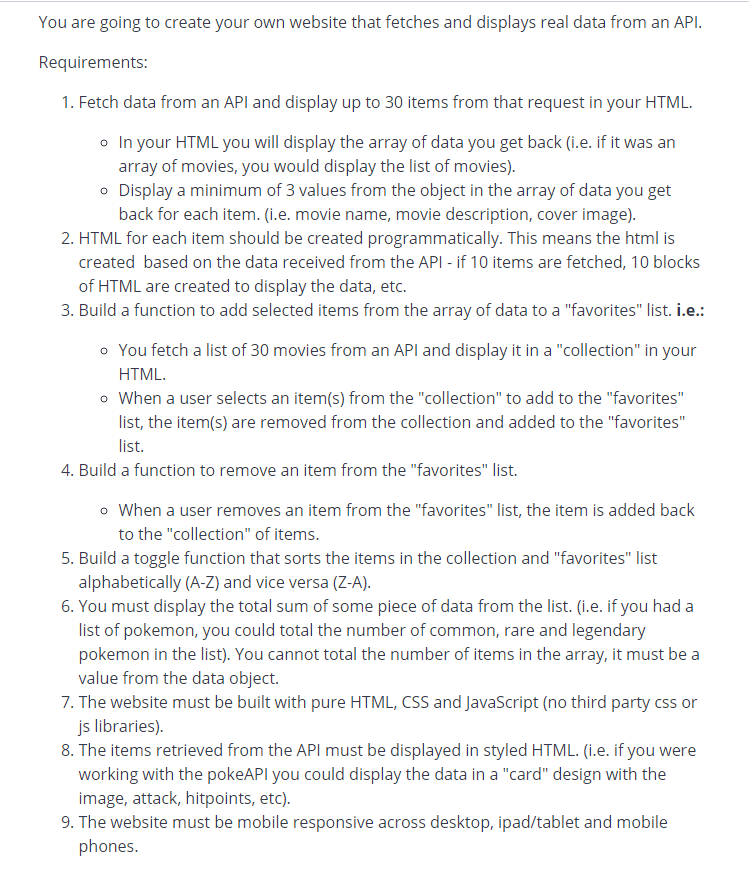 You are going to create your own website that fetches and displays real data from an API.
Requirements:
1. Fetch data from an API and display up to 30 items from that request in your HTML.
○ In your HTML you will display the array of data you get back (i.e. if it was an
array of movies, you would display the list of movies).
○ Display a minimum of 3 values from the object in the array of data you get
back for each item. (i.e. movie name, movie description, cover image).
2. HTML for each item should be created programmatically. This means the html is
created  based on the data received from the API - if 10 items are fetched, 10 blocks
of HTML are created to display the data, etc.
3. Build a function to add selected items from the array of data to a "favorites" list. i.e.:
○ You fetch a list of 30 movies from an API and display it in a "collection" in your
HTML.
○ When a user selects an item(s) from the "collection" to add to the "favorites"
list, the item(s) are removed from the collection and added to the "favorites"
list.
4. Build a function to remove an item from the "favorites" list.
○ When a user removes an item from the "favorites" list, the item is added back
to the "collection" of items.
5. Build a toggle function that sorts the items in the collection and "favorites" list
alphabetically (A-Z) and vice versa (Z-A).
6. You must display the total sum of some piece of data from the list. (i.e. if you had a
list of pokemon, you could total the number of common, rare and legendary
pokemon in the list). You cannot total the number of items in the array, it must be a
value from the data object.
7. The website must be built with pure HTML, CSS and JavaScript (no third party css or
js libraries).
8. The items retrieved from the API must be displayed in styled HTML. (i.e. if you were
working with the pokeAPI you could display the data in a "card" design with the
image, attack, hitpoints, etc).
9. The website must be mobile responsive across desktop, ipad/tablet and mobile
phones.